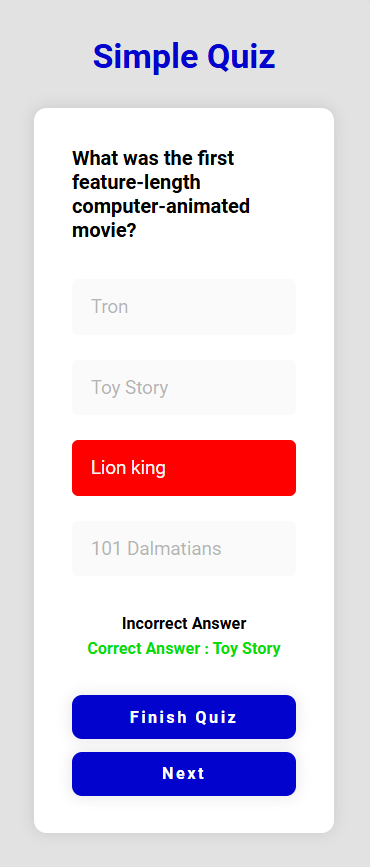 Simple Quiz
What was the first
feature-length
computer-animated
movie?
Tron
Toy Story
Lion king
101 Dalmatians
Incorrect Answer
Correct Answer : Toy Story
Finish Quiz
Next